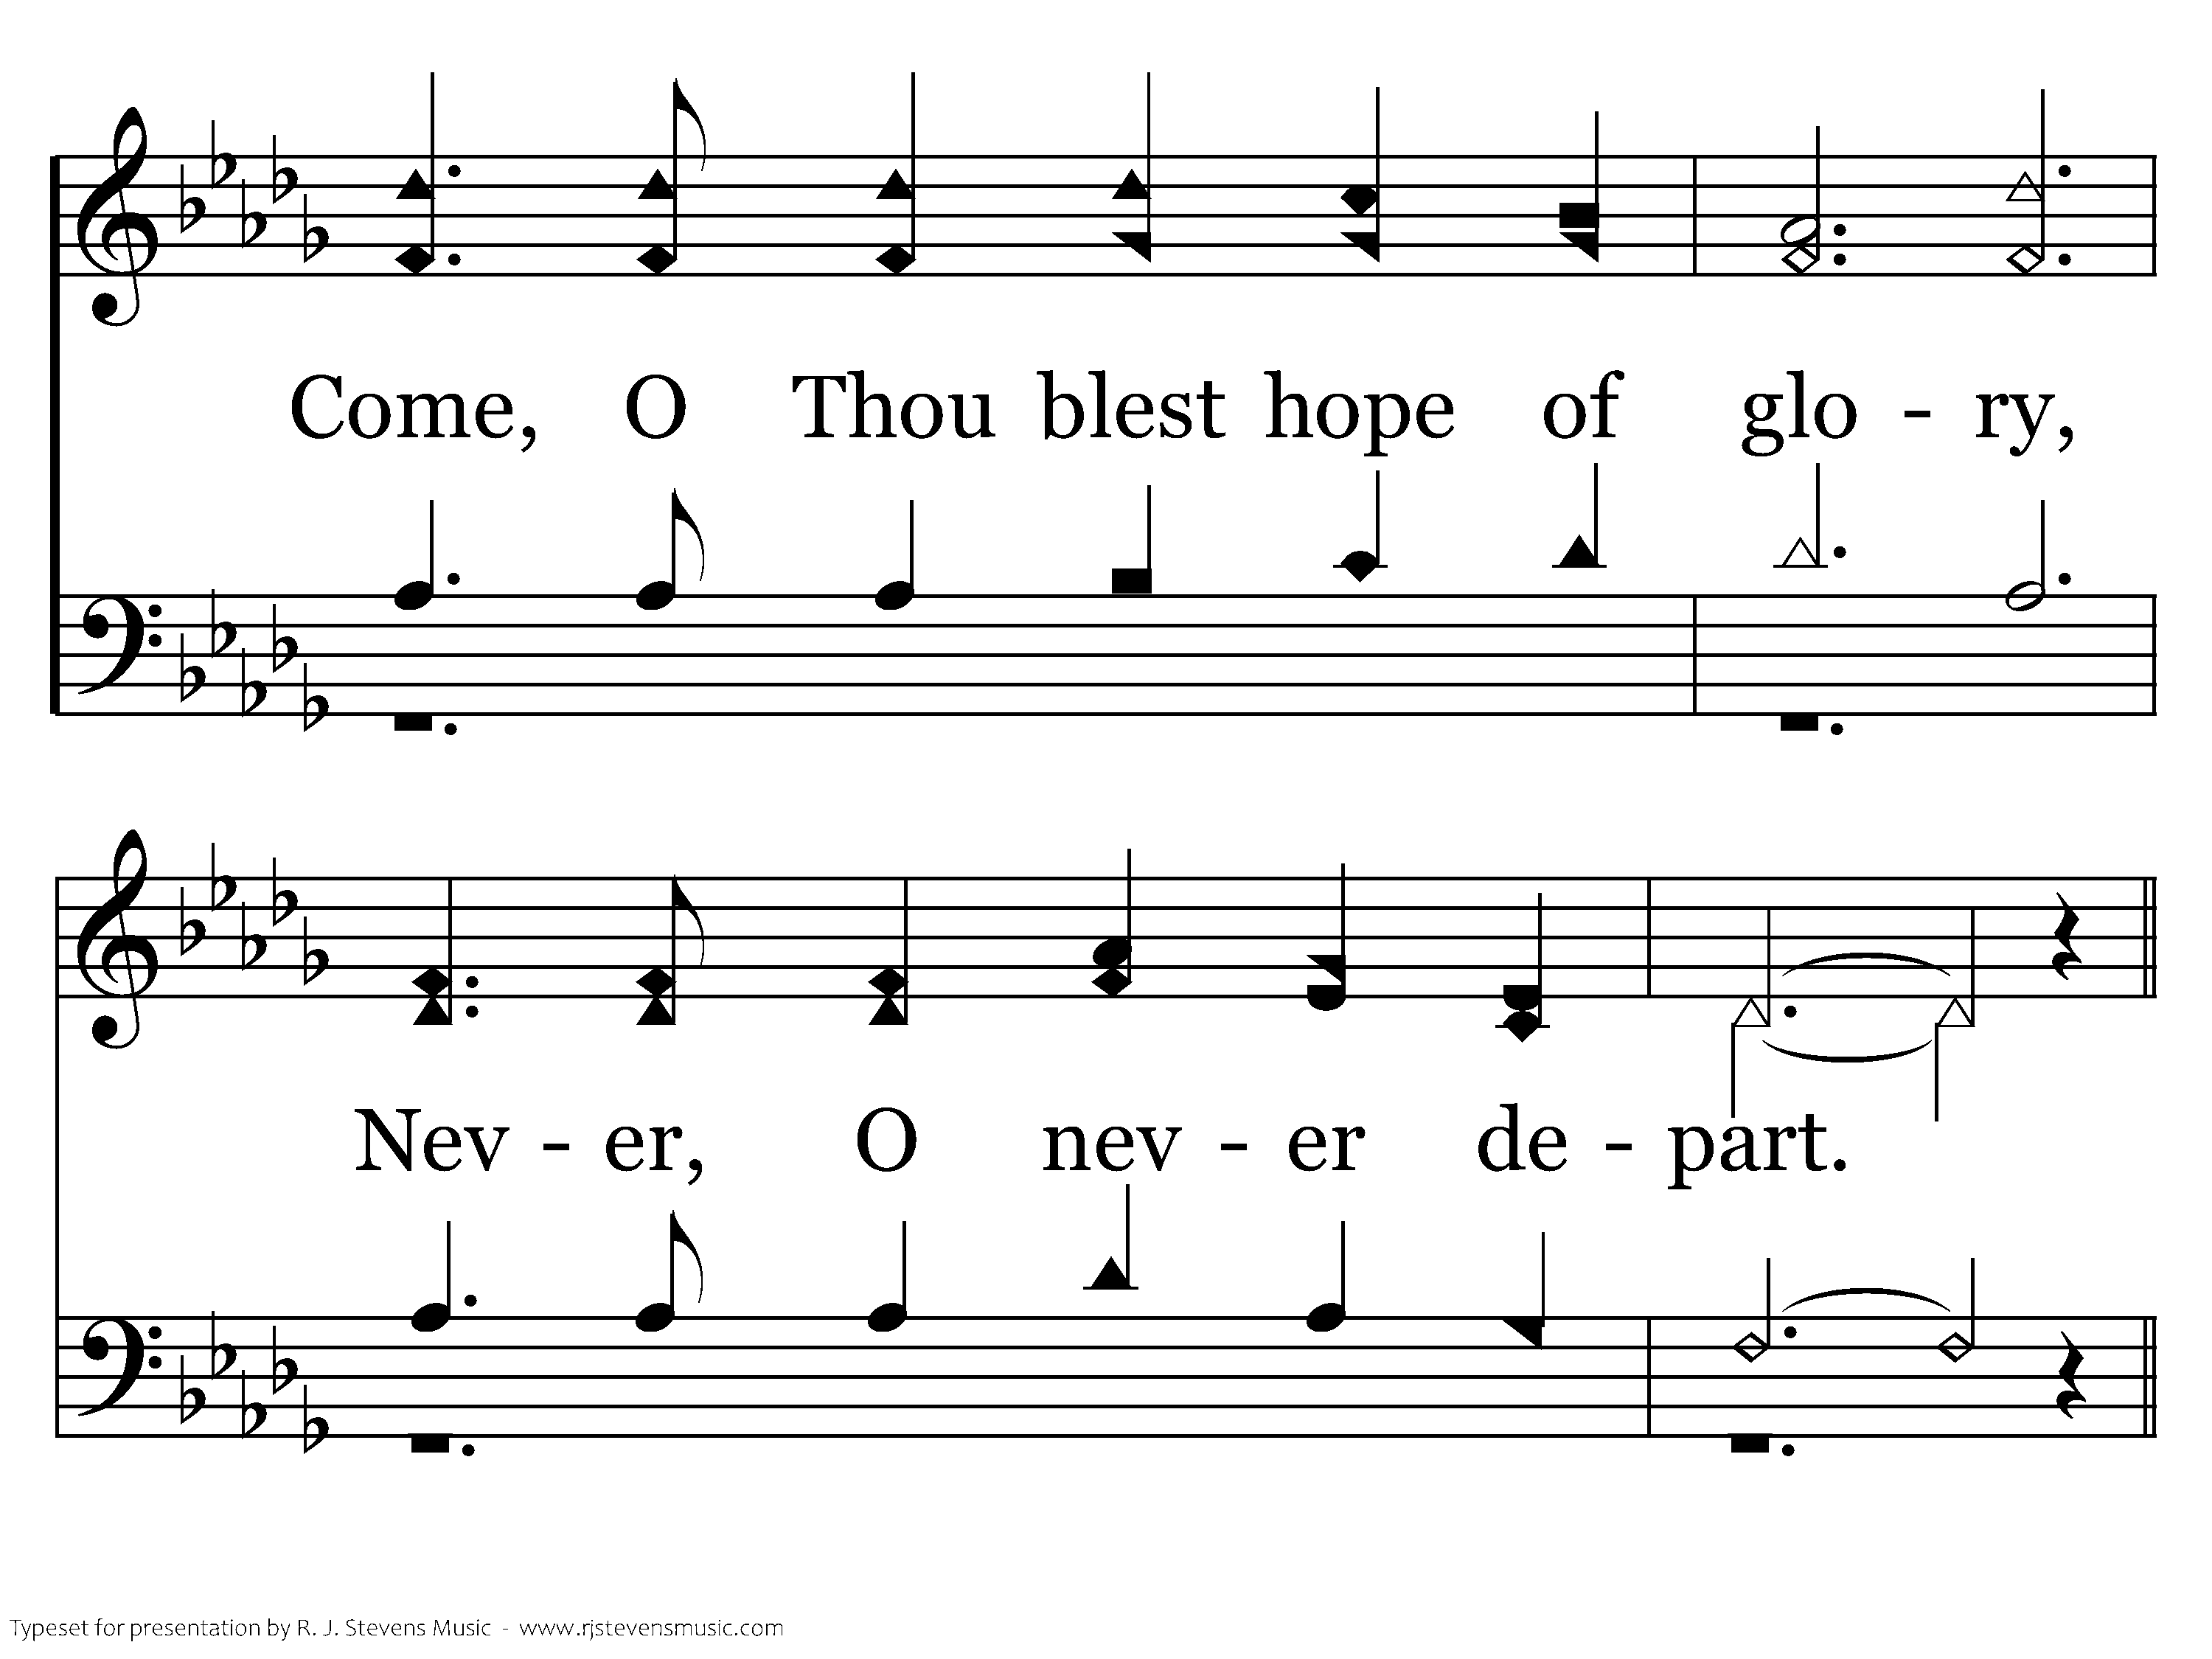 Come, O Thou blest hope of glo - ry,
Nev - er, O nev - er de - part.
Typeset for presentation by R. J. Stevens Music - www.rjstevensmusic.com